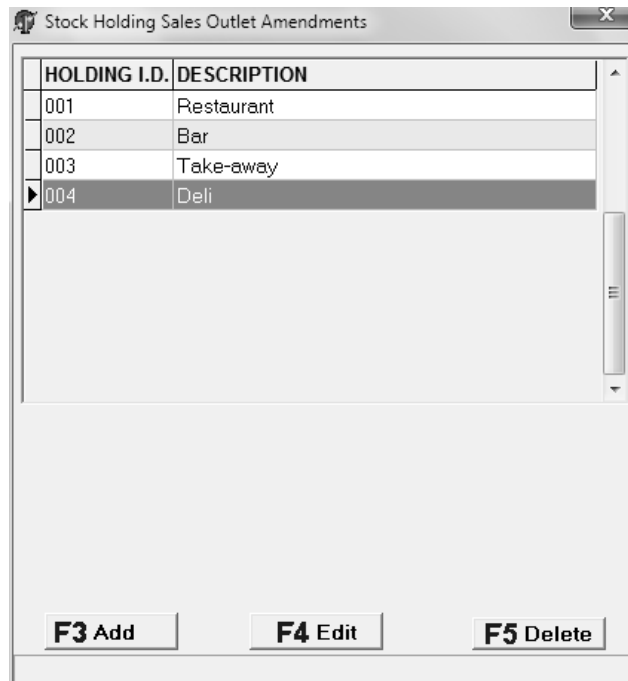 Stock Holding Sales Outlet Amendments
HOLDING I.D. DESCRIPTION
001 Restaurant
002 Bar
003 Take-away
004 Deli
F3 Add F4 Edit F5 Delete